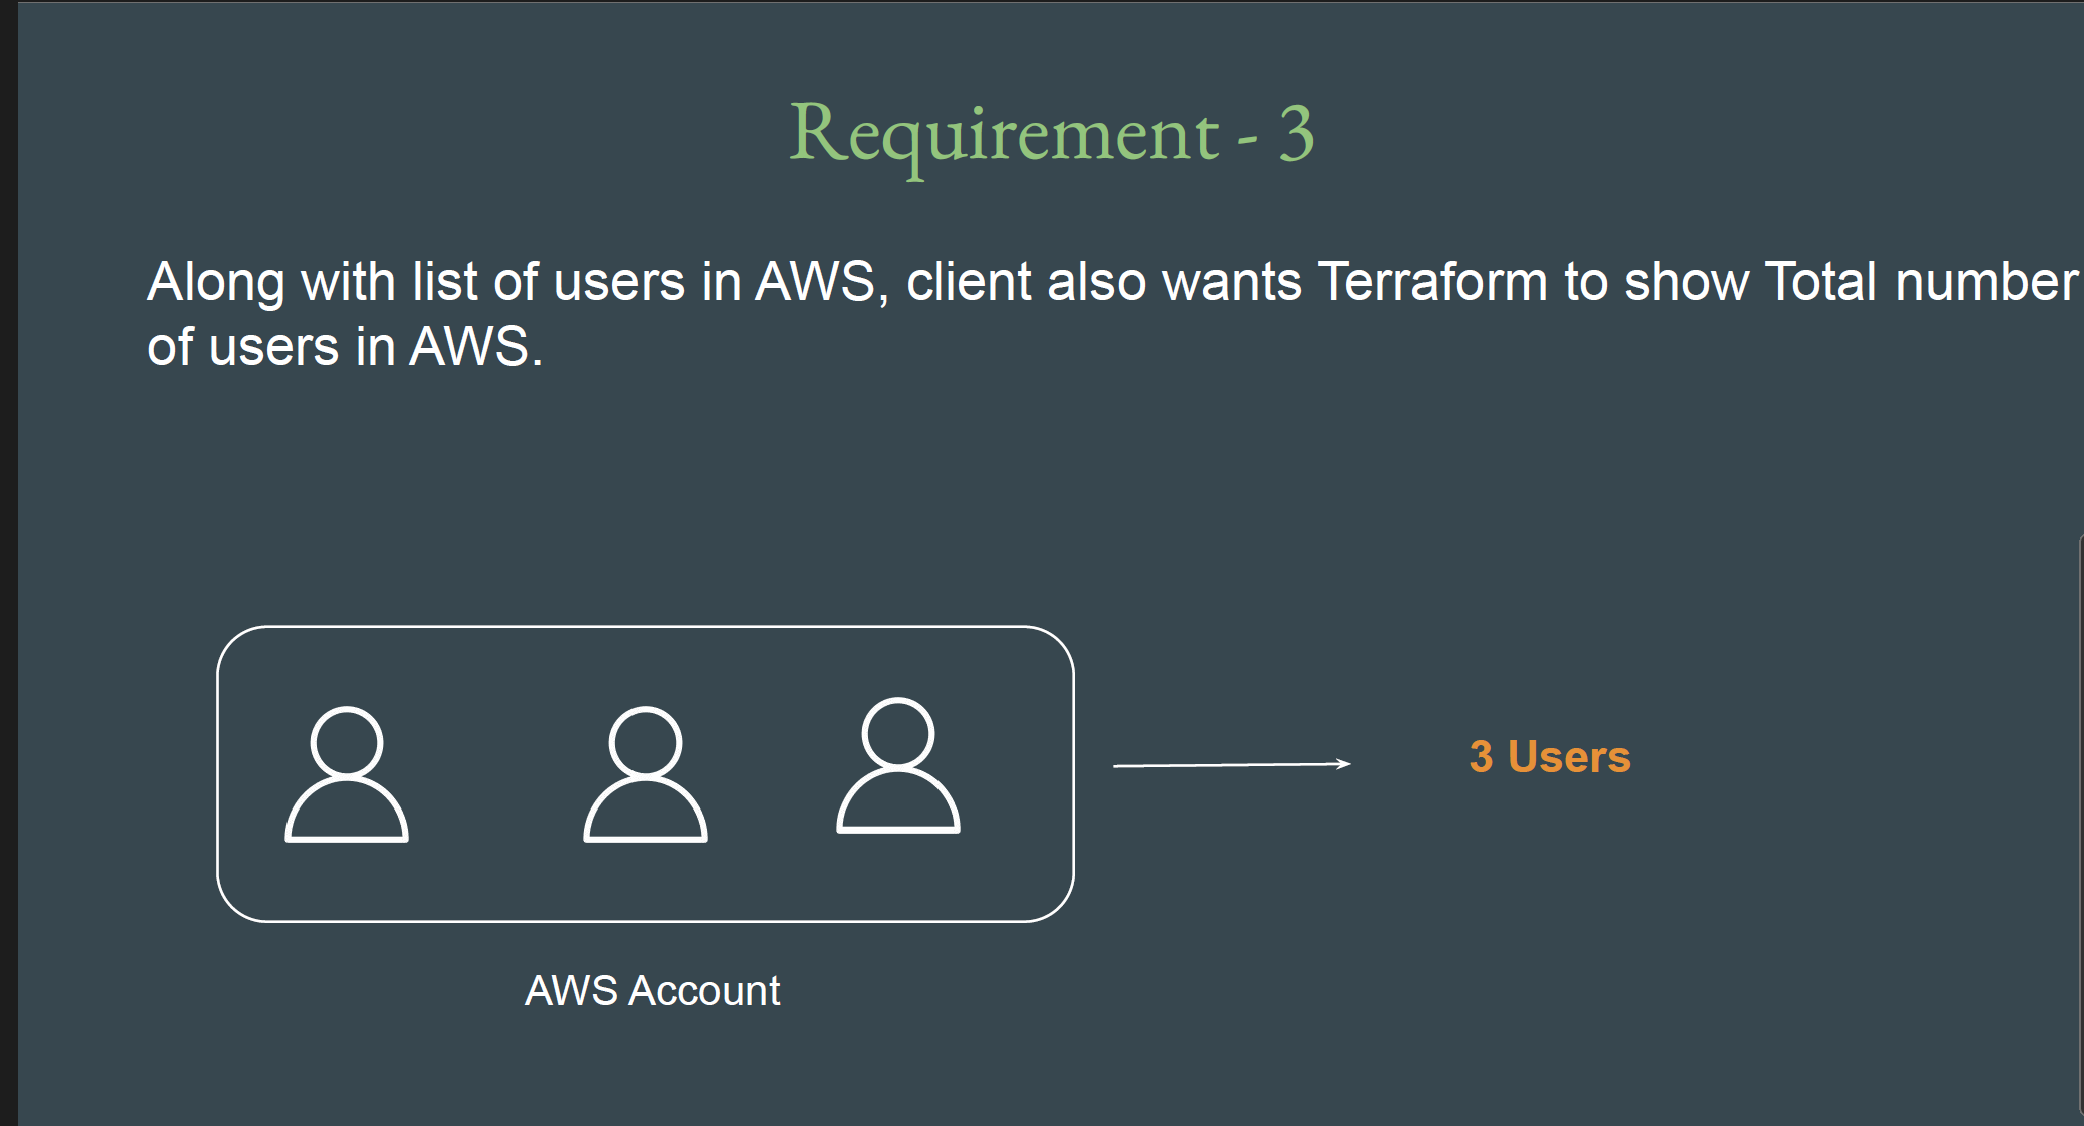 Requirement - 3
Along with list of users in AWS, client also wants Terraform to show Total number
of users in AWS.
3 Users
AWS Account